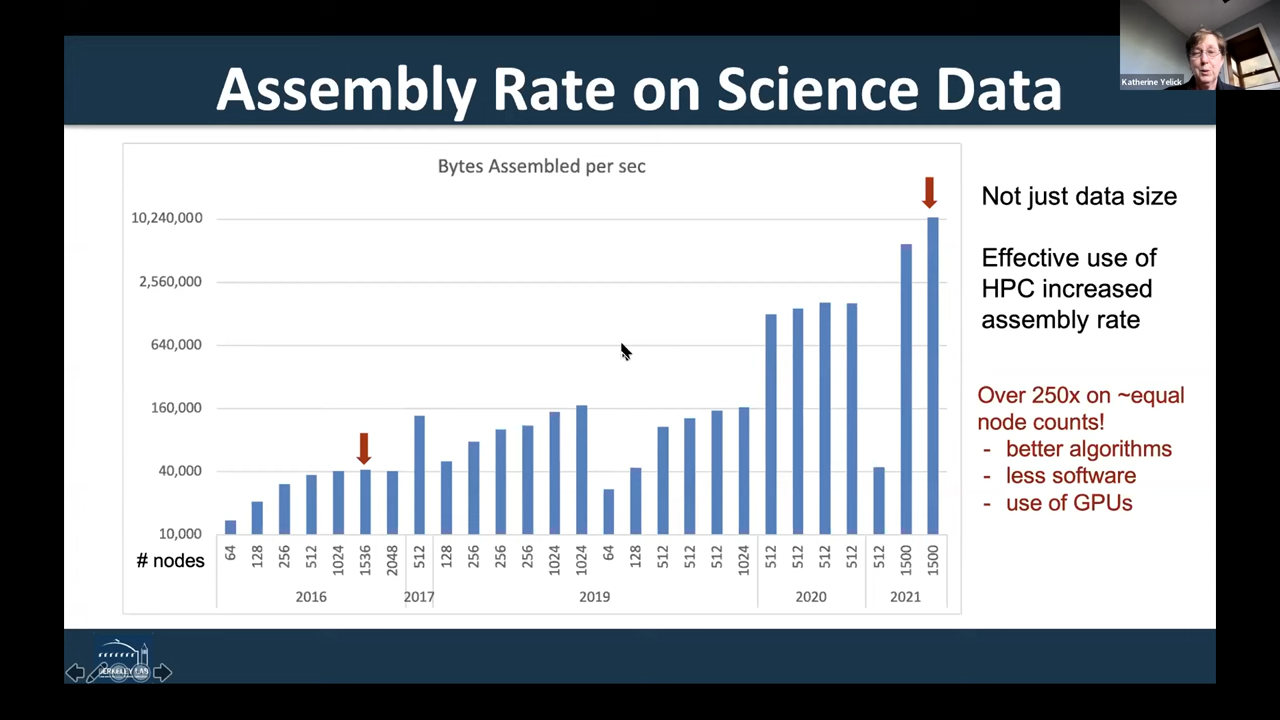 Assembly Rate on Science Data
Katherine Yelick
Bytes Assembled per sec
10,240,000
2,560,000
640,000
160,000
40,000
10,000
# nodes
64 128 256 512 1024 1536 2048 512 128 256 256 256 1024 1024 64 128 512 512 512 1024 512 512 512 512 512 1500 1500
2016 2017 2019 2020 2021
Not just data size
Effective use of
HPC increased
assembly rate
Over 250x on ~equal
node counts!
- better algorithms
- less software
- use of GPUs
BERKELEY LAB